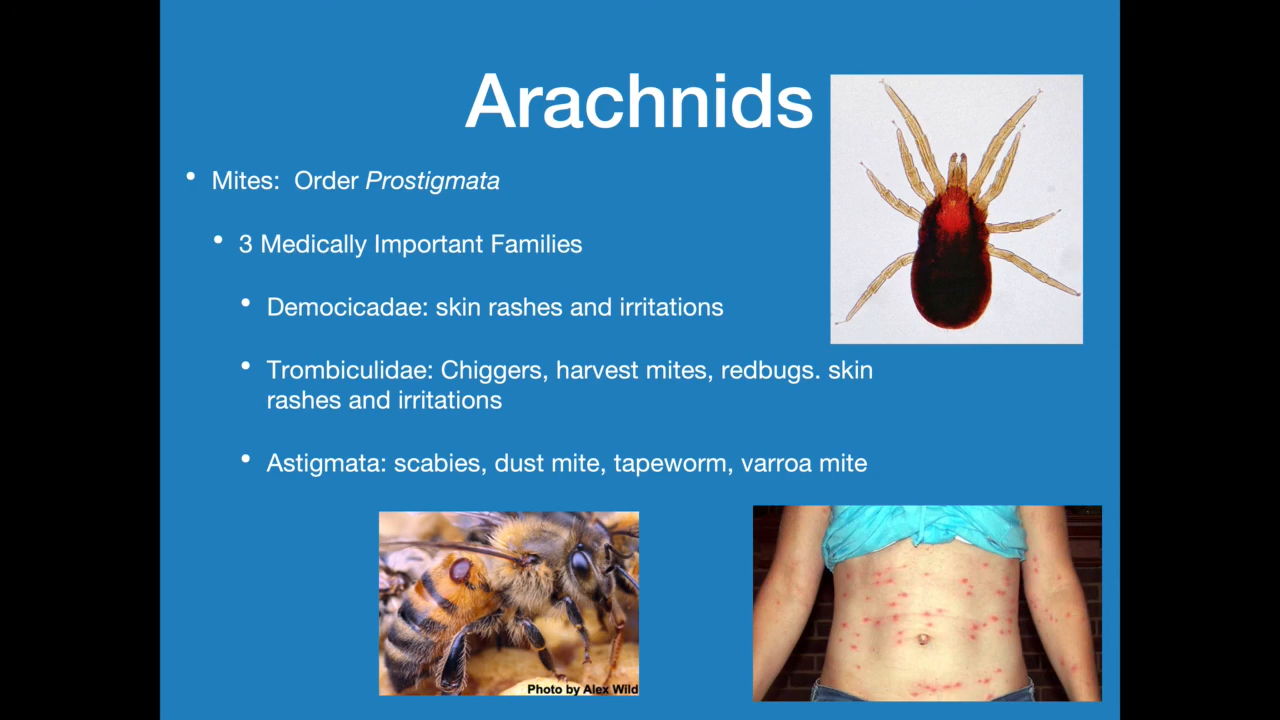 Arachnids
• Mites:  Order Prostigmata
• 3 Medically Important Families
• Democicadae: skin rashes and irritations
• Trombiculidae: Chiggers, harvest mites, redbugs. skin
rashes and irritations
• Astigmata: scabies, dust mite, tapeworm, varroa mite
Photo by Alex Wild